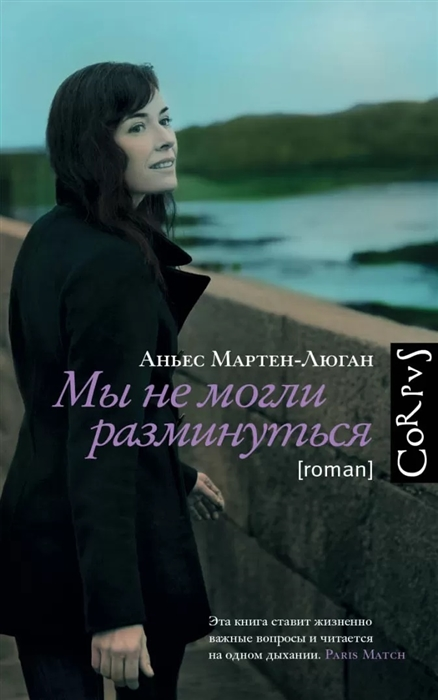 Аньес Мартен-Люган
Мы не могли
разминуться
[roman]
CORPVS
Эта книга ставит жизненно
важные вопросы и читается
на одном дыхании. Paris Match